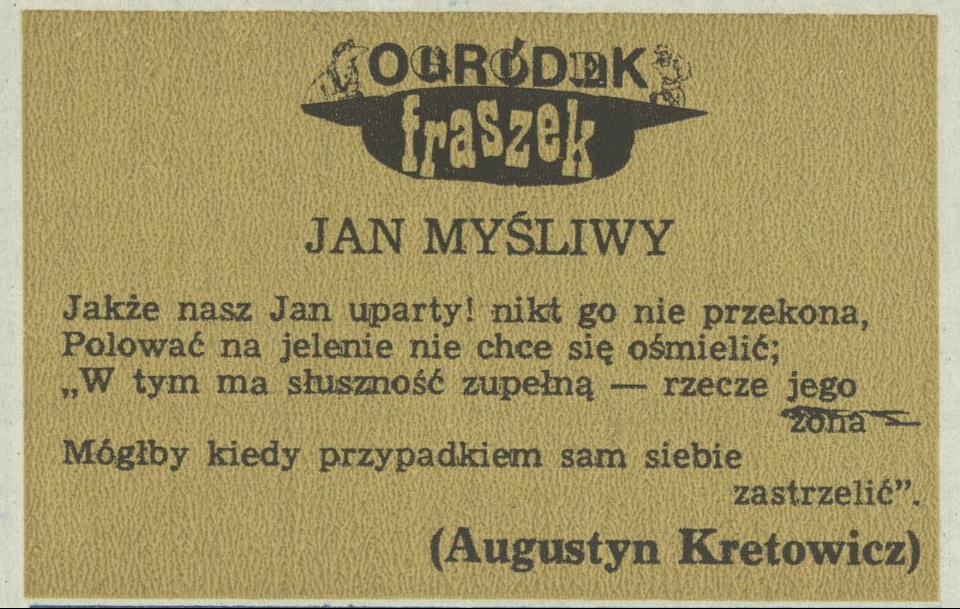 OGRÓDEK
fraszek
JAN MYŚLIWY
Jakże nasz Jan uparty! nikt go nie przekona,
Polować na jelenie nie chce się ośmielić;
„W tym ma słuszność zupełną — rzecze jego
żona —
Mógłby kiedy przypadkiem sam siebie
zastrzelić”.
(Augustyn Kretowicz)